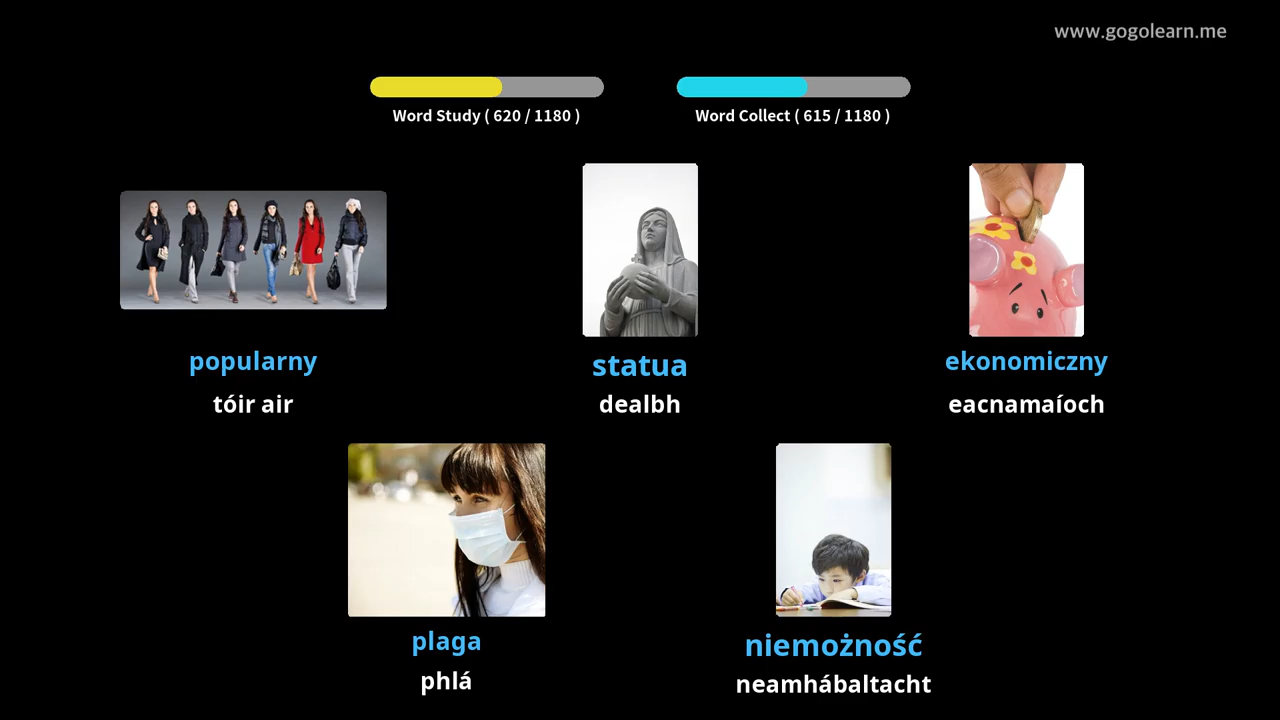 www.gogolearn.me
Word Study ( 620 / 1180 )
Word Collect ( 615 / 1180 )
popularny
tóir air
statua
dealbh
ekonomiczny
eacnamaíoch
plaga
phlá
niemożność
neamhábaltacht